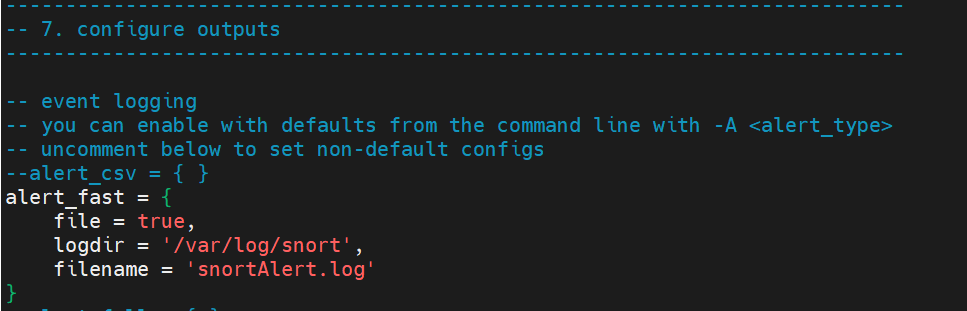 ---------------------------------------------------------------------------
-- 7. configure outputs
---------------------------------------------------------------------------
-- event logging
-- you can enable with defaults from the command line with -A <alert_type>
-- uncomment below to set non-default configs
--alert_csv = { }
alert_fast = {
    file = true,
    logdir = '/var/log/snort',
    filename = 'snortAlert.log'
}